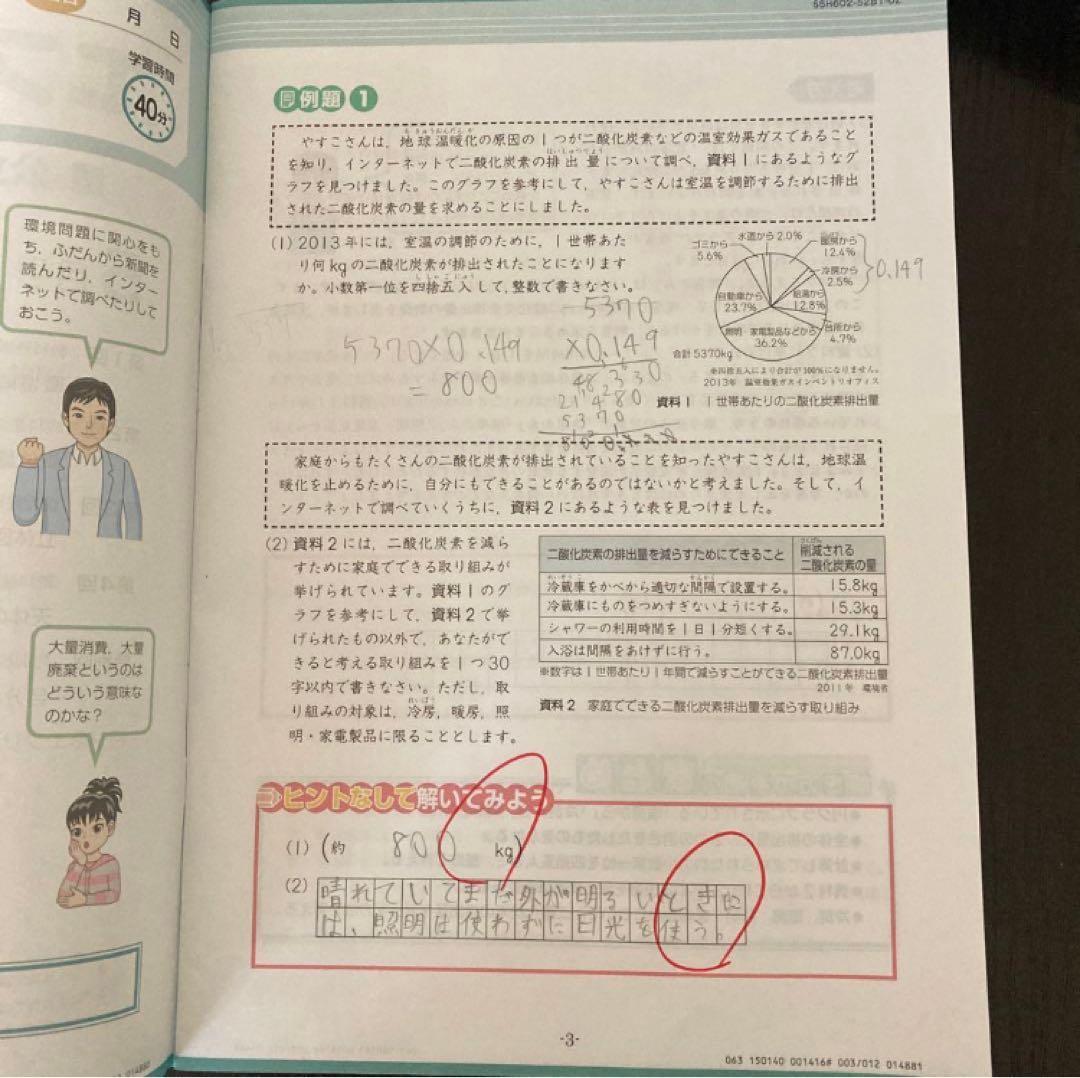 月
日
学習時間
40分
環境問題に関心をも
ち，ふだんから新聞を
読んだり，インター
ネットで調べたりして
おこう。
大量消費，大量
廃棄というのは
どういう意味な
のかな？
例題 1
やすこさんは，地球温暖化の原因の1つが二酸化炭素などの温室効果ガスであること
を知り，インターネットで二酸化炭素の排出量について調べ，資料1にあるようなグ
ラフを見つけました。このグラフを参考にして，やすこさんは室温を調節するために排出
された二酸化炭素の量を求めることにしました。
(1) 2013年には，室温の調節のために，1世帯あた
り何kgの二酸化炭素が排出されたことになります
か。小数第一位を四捨五入して，整数で書きなさい。
5370×0.149
=800
5370
×0.149
48330
21480
5370
水道から 2.0%
ゴミから
5.6%
暖房から
12.4%
冷房から
2.5%
0.149
給湯から
12.8%
自動車から
23.7%
台所から
4.7%
照明・家電製品などから
36.2%
合計 5370kg
※四捨五入により合計が100%になりません。
2013年 温室効果ガスインベントリオフィス
資料1 1世帯あたりの二酸化炭素排出量
家庭からもたくさんの二酸化炭素が排出されていることを知ったやすこさんは，地球温
暖化を止めるために，自分にもできることがあるのではないかと考えました。そして，イ
ンターネットで調べていくうちに，資料2にあるような表を見つけました。
(2) 資料2には，二酸化炭素を減ら
すために家庭でできる取り組みが
挙げられています。資料1のグ
ラフを参考にして，資料2で挙
げられたもの以外で，あなたがで
きると考える取り組みを1つ30
字以内で書きなさい。ただし，取
り組みの対象は，冷房，暖房，照
明・家電製品に限ることとします。
二酸化炭素の排出量を減らすためにできること 削減される二酸化炭素の量
冷蔵庫をかべから適切な間隔で設置する。 15.8kg
冷蔵庫にものをつめすぎないようにする。 15.3kg
シャワーの利用時間を1日1分短くする。 29.1kg
入浴は間隔をあけずに行う。 87.0kg
※数字は1世帯あたり1年間で減らすことができる二酸化炭素排出量
2011年 環境省
資料2 家庭でできる二酸化炭素排出量を減らす取り組み
ヒントなしで解いてみよう
(1) (約 800 kg)
(2) 晴れていてまだ外が明るいときに
は、照明は使わずに日光を使う。
-3-
063 150140 001416# 003/012 014881